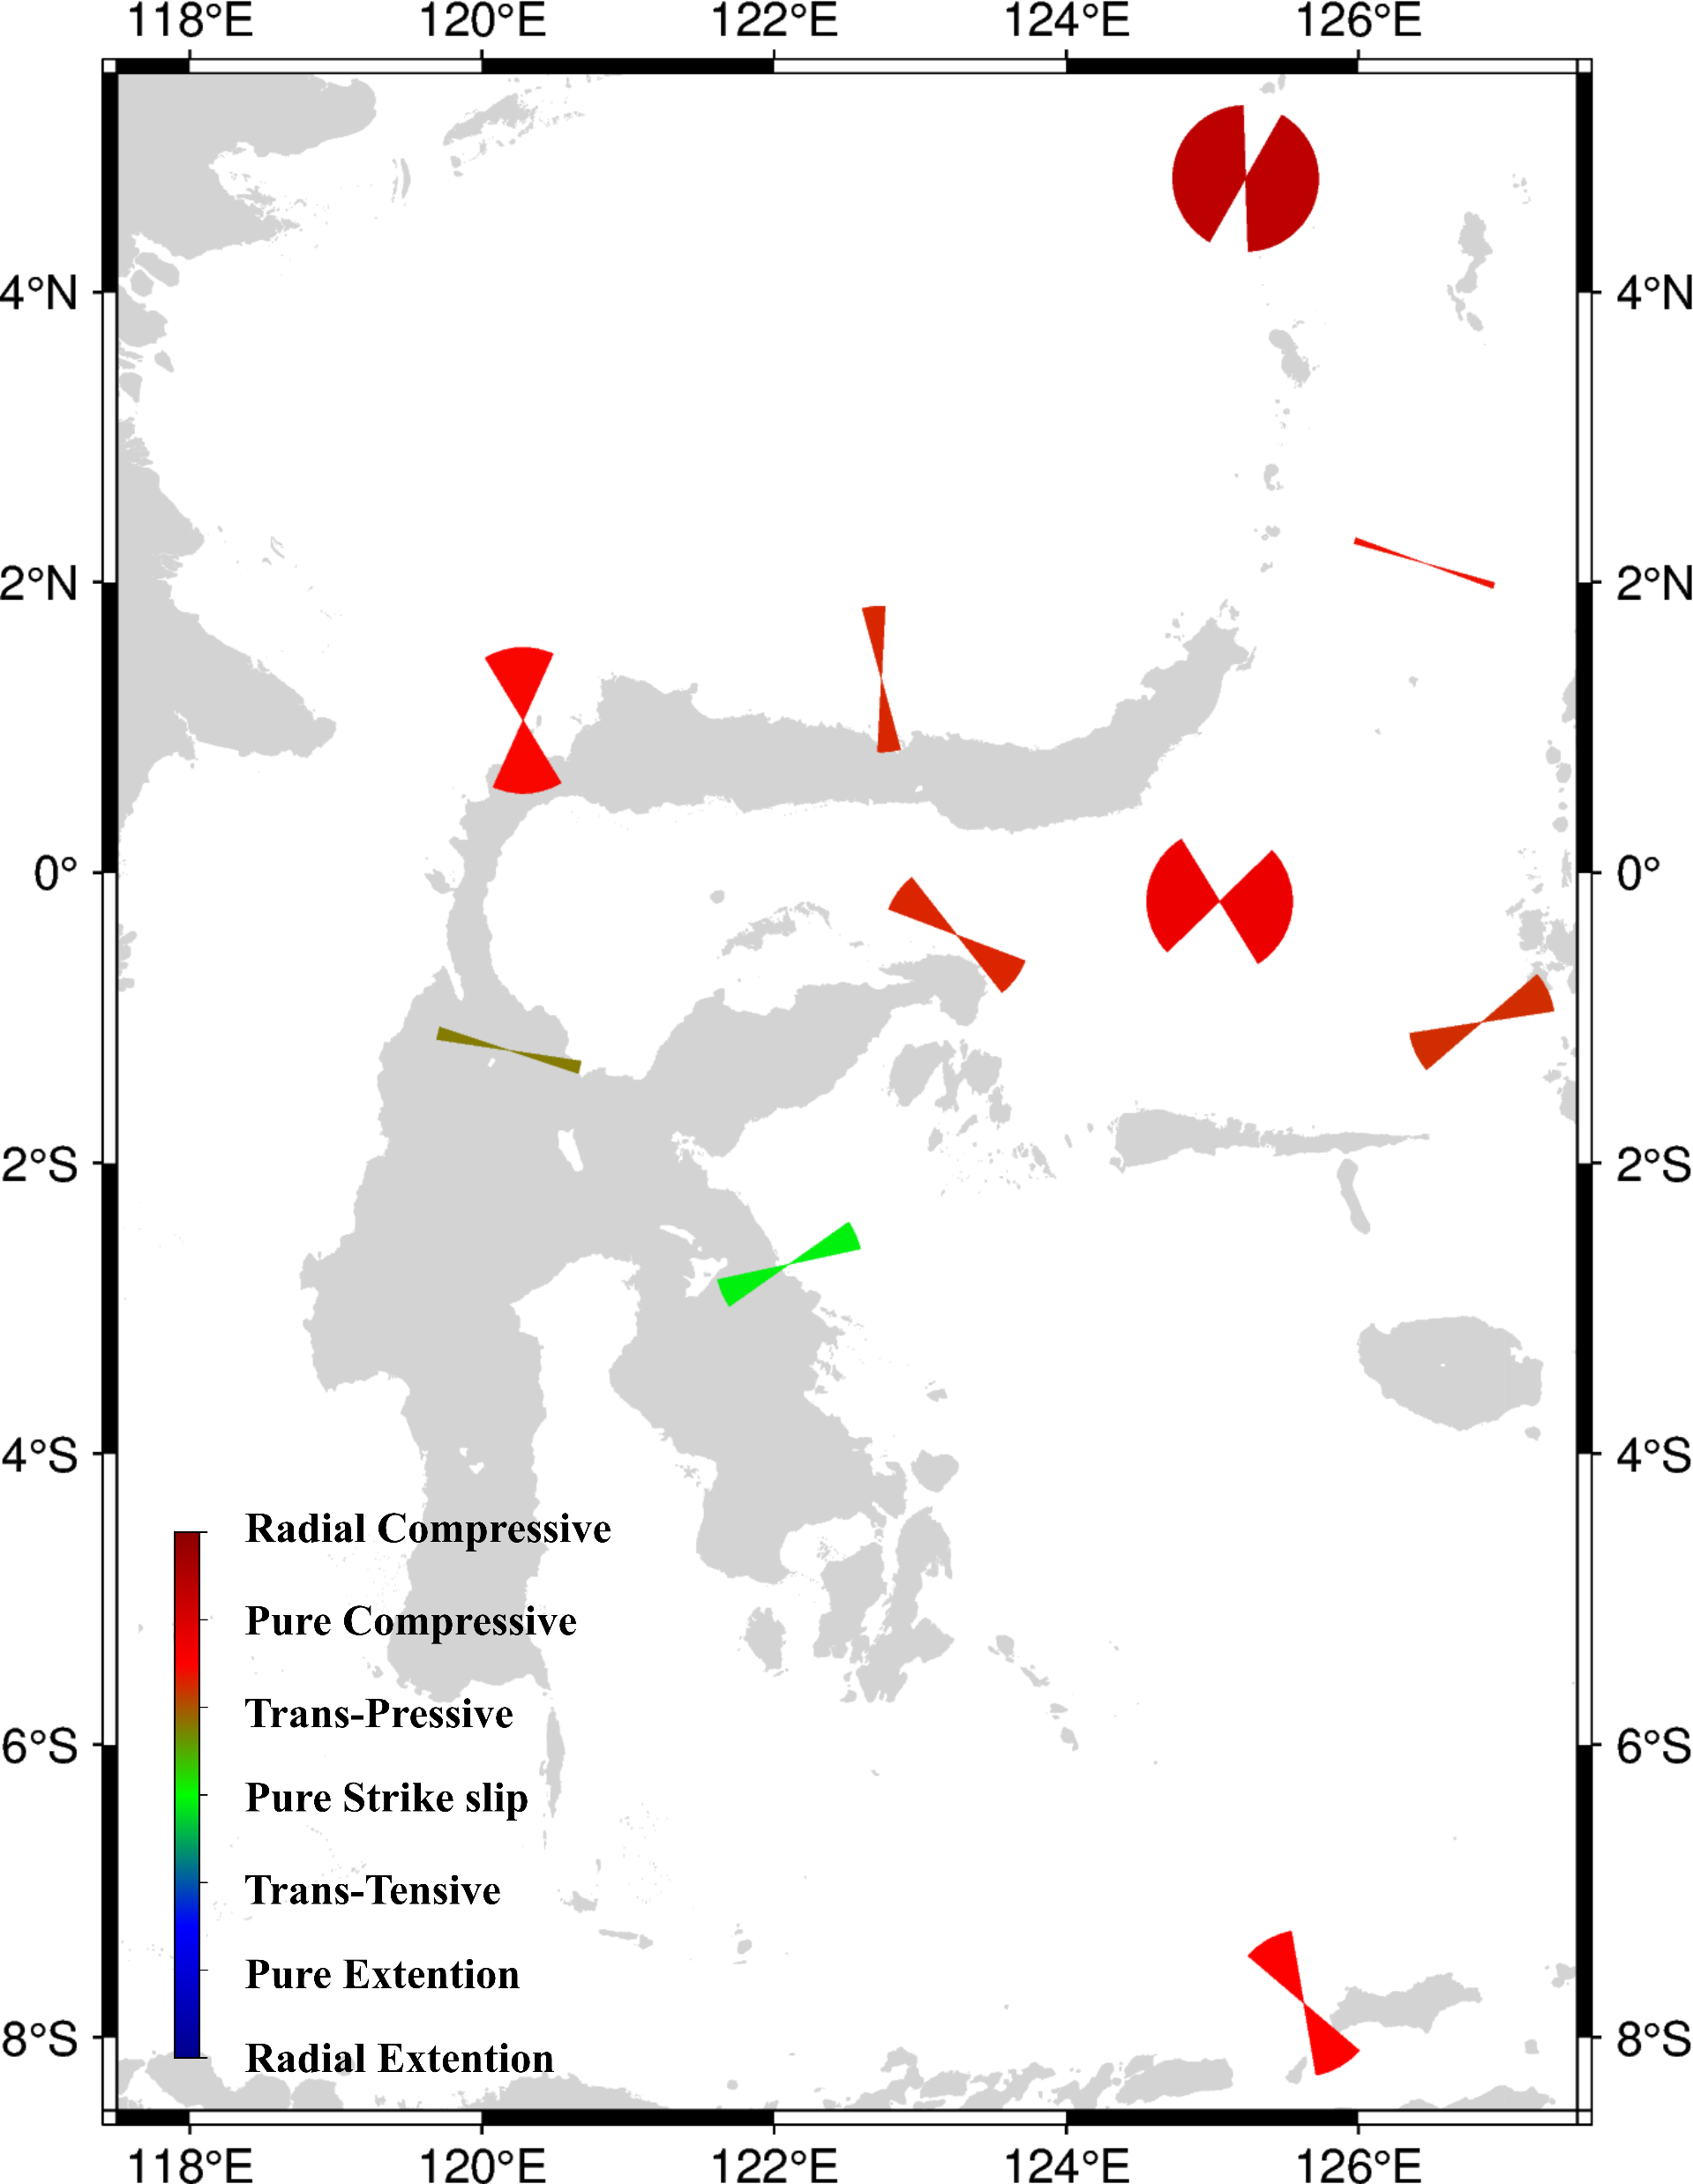 118°E 120°E 122°E 124°E 126°E
4°N 4°N
2°N 2°N
0° 0°
2°S 2°S
4°S 4°S
Radial Compressive
Pure Compressive
Trans-Pressive
6°S 6°S
Pure Strike slip
Trans-Tensive
Pure Extention
8°S 8°S
Radial Extention
118°E 120°E 122°E 124°E 126°E